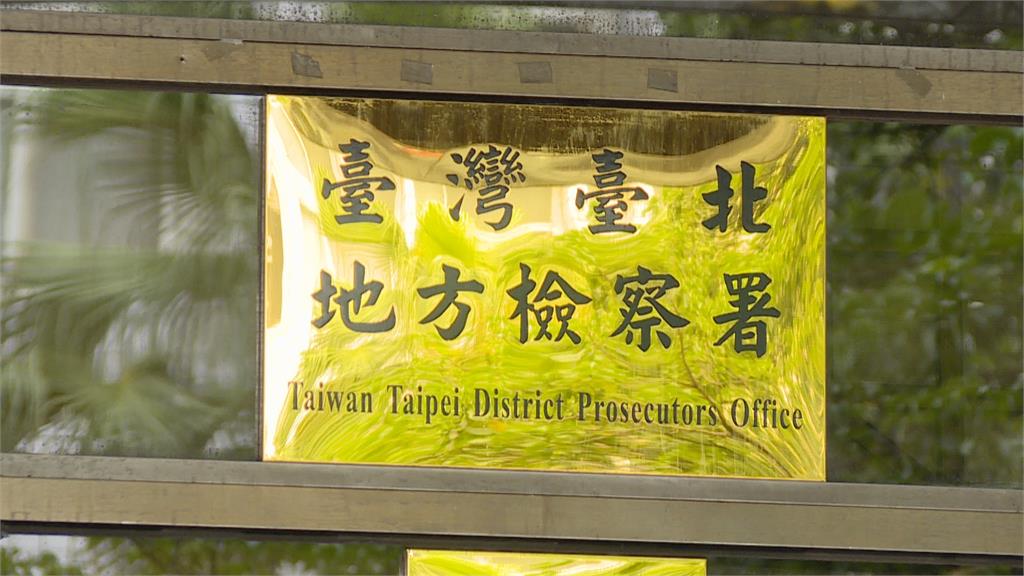 臺灣臺北
地方檢察署
Taiwan Taipei District Prosecutors Office